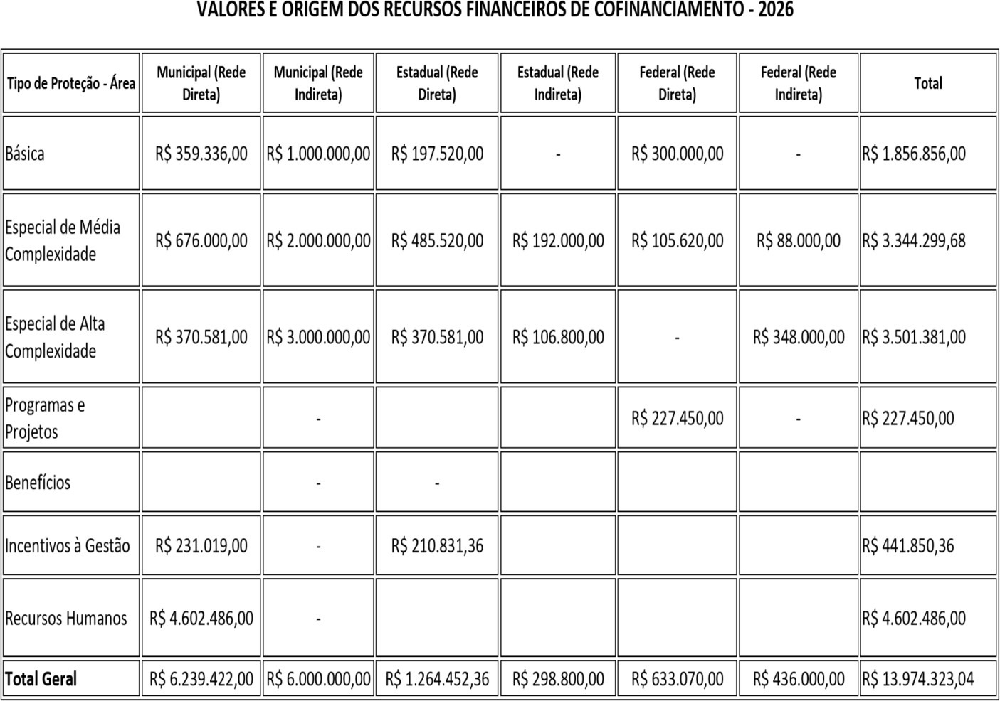 VALORES E ORIGEM DOS RECURSOS FINANCEIROS DE COFINANCIAMENTO - 2026
Tipo de Proteção - Área | Municipal (Rede Direta) | Municipal (Rede Indireta) | Estadual (Rede Direta) | Estadual (Rede Indireta) | Federal (Rede Direta) | Federal (Rede Indireta) | Total
Básica | R$ 359.336,00 | R$ 1.000.000,00 | R$ 197.520,00 | - | R$ 300.000,00 | - | R$ 1.856.856,00
Especial de Média Complexidade | R$ 676.000,00 | R$ 2.000.000,00 | R$ 485.520,00 | R$ 192.000,00 | R$ 105.620,00 | R$ 88.000,00 | R$ 3.344.299,68
Especial de Alta Complexidade | R$ 370.581,00 | R$ 3.000.000,00 | R$ 370.581,00 | R$ 106.800,00 | - | R$ 348.000,00 | R$ 3.501.381,00
Programas e Projetos | | - | | | R$ 227.450,00 | - | R$ 227.450,00
Benefícios | | - | - | | | |
Incentivos à Gestão | R$ 231.019,00 | - | R$ 210.831,36 | | | | R$ 441.850,36
Recursos Humanos | R$ 4.602.486,00 | - | | | | | R$ 4.602.486,00
Total Geral | R$ 6.239.422,00 | R$ 6.000.000,00 | R$ 1.264.452,36 | R$ 298.800,00 | R$ 633.070,00 | R$ 436.000,00 | R$ 13.974.323,04